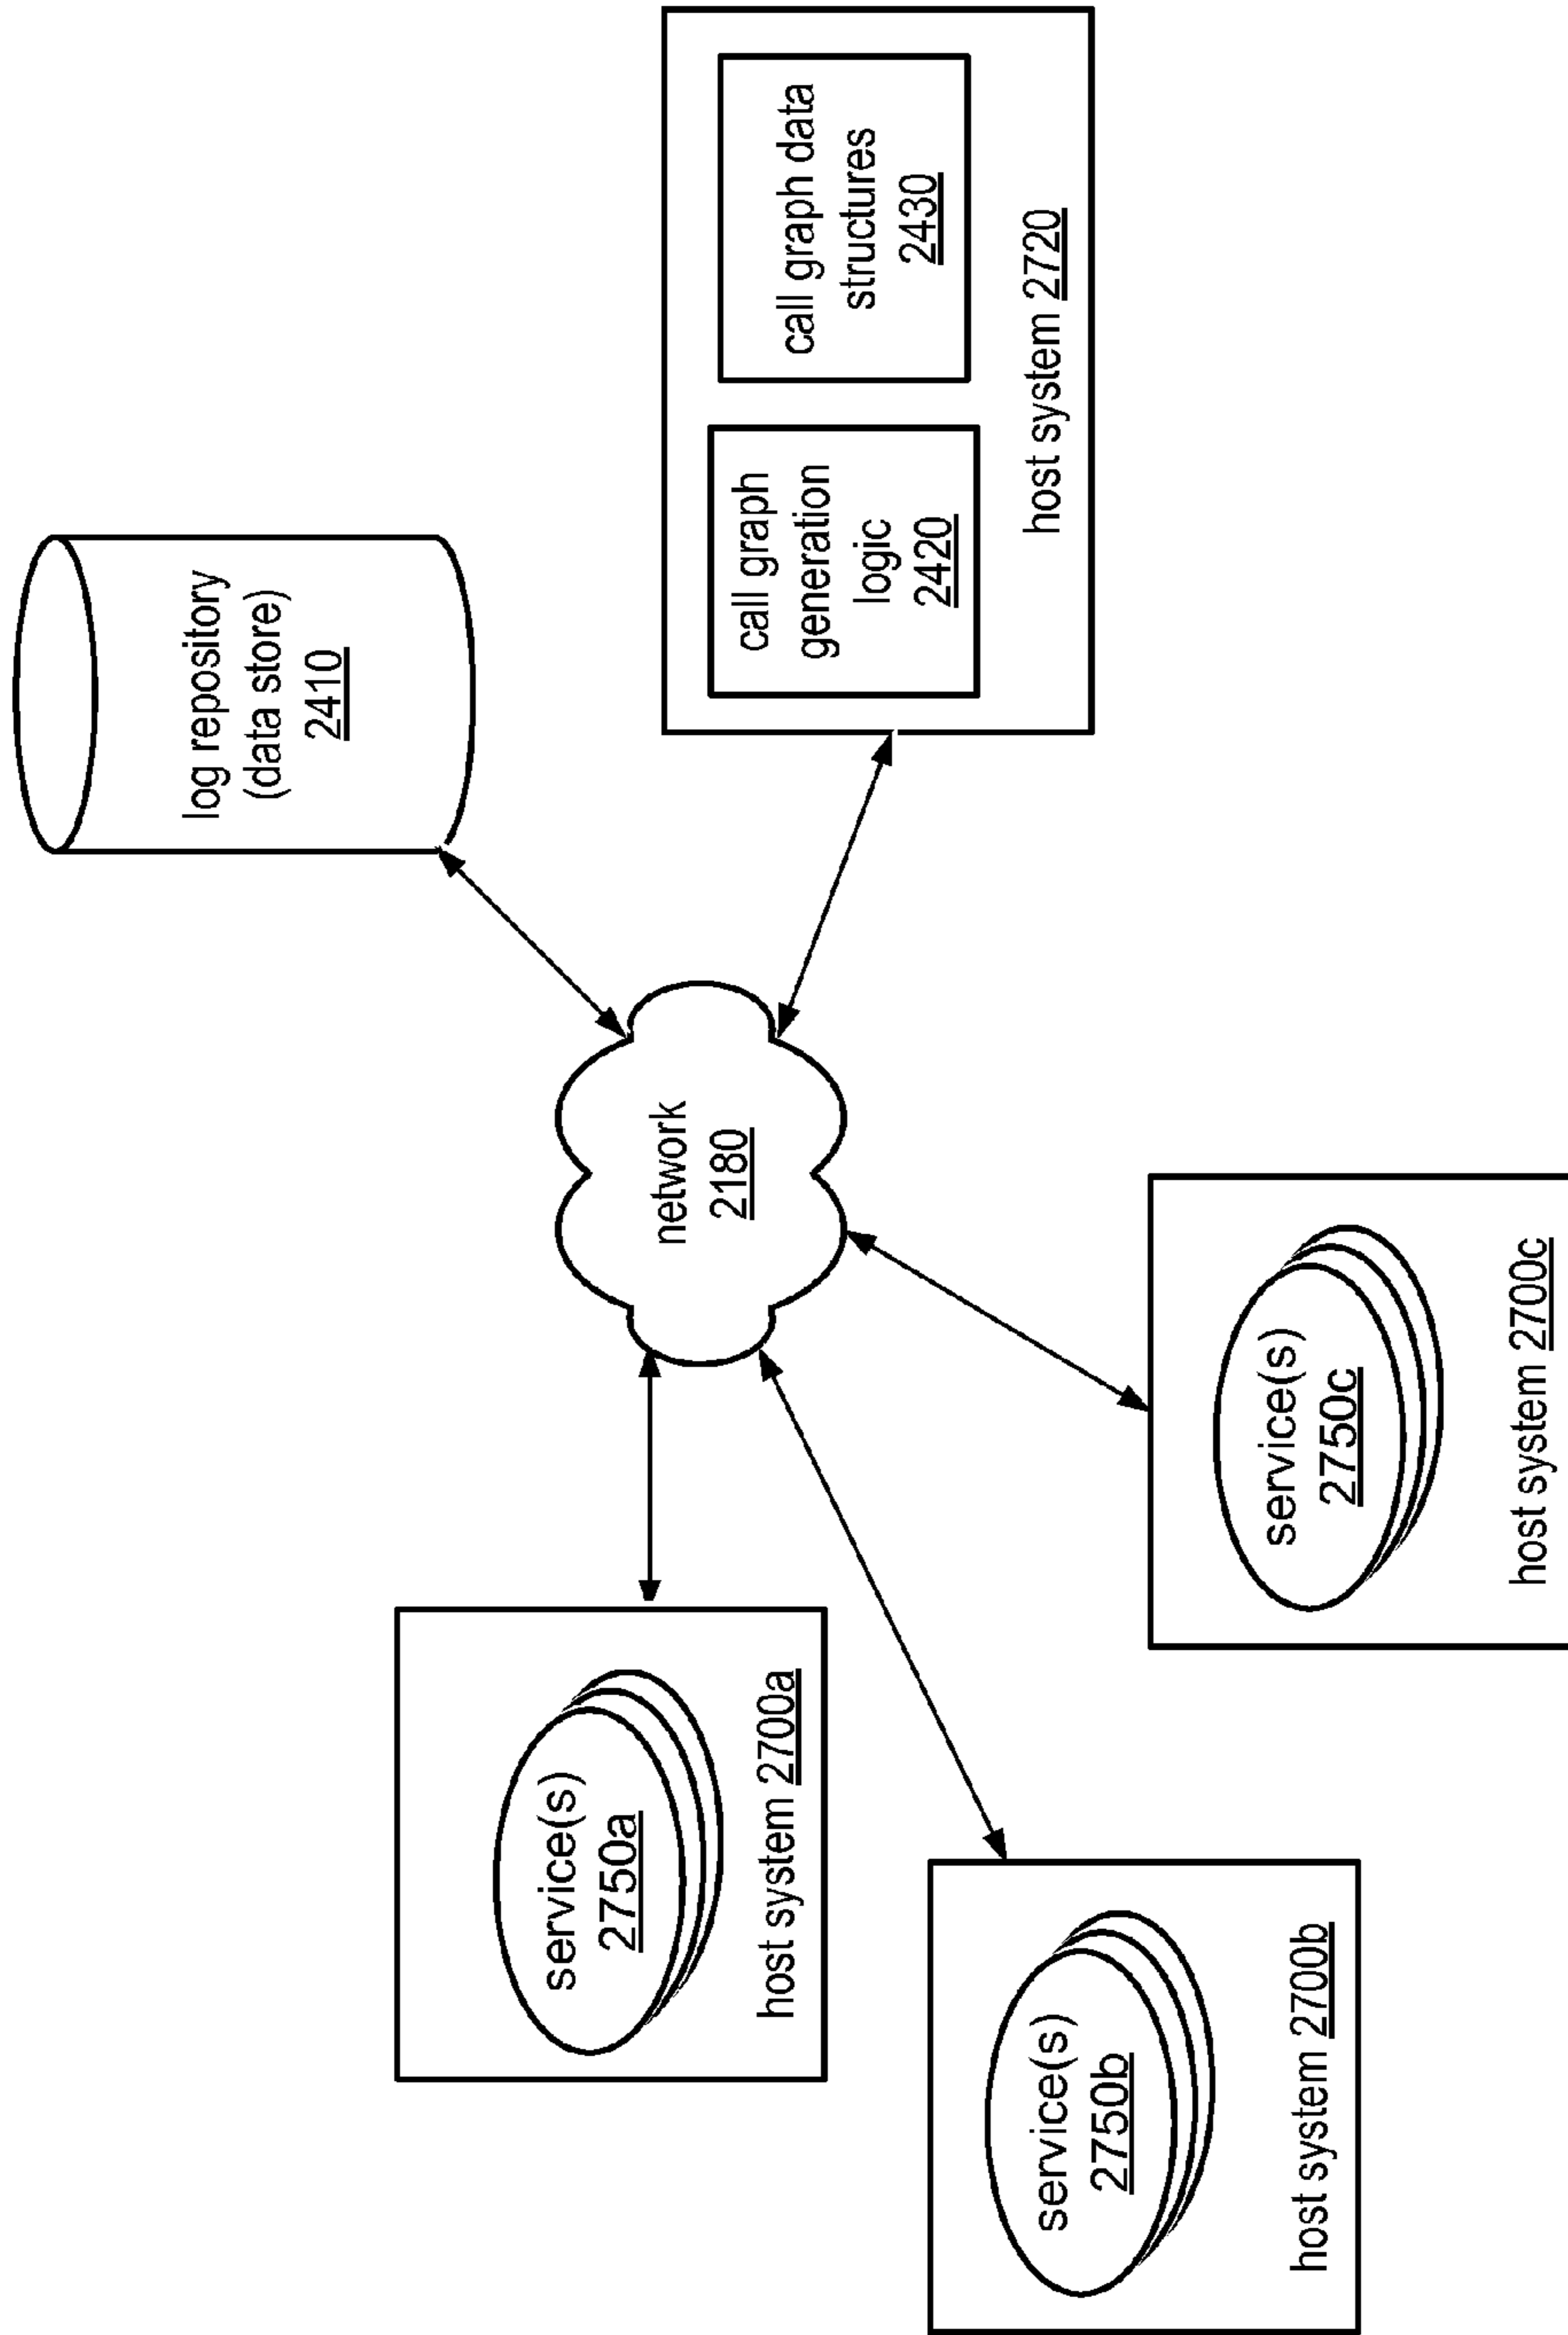 service(s)
2750a
host system 2700a
service(s)
2750b
host system 2700b
service(s)
2750c
host system 2700c
network
2180
log repository
(data store)
2410
call graph
generation
logic
2420
call graph data
structures
2430
host system 2720